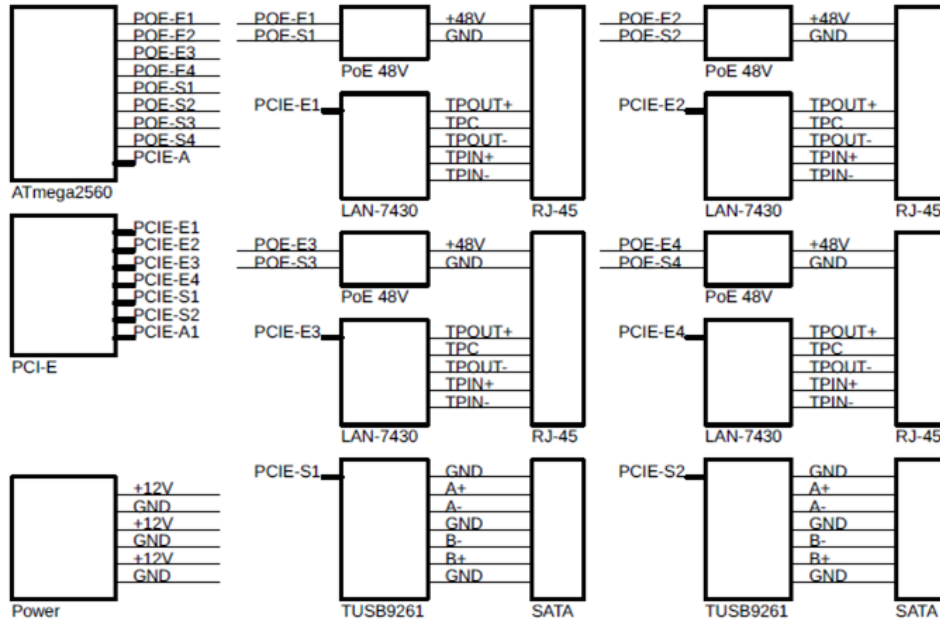 POE-E1
POE-E2
POE-E3
POE-E4
POE-S1
POE-S2
POE-S3
POE-S4
PCIE-A
ATmega2560
PCIE-E1
PCIE-E2
PCIE-E3
PCIE-E4
PCIE-S1
PCIE-S2
PCIE-A1
PCI-E
+12V
GND
+12V
GND
+12V
GND
Power
POE-E1
POE-S1
+48V
GND
PoE 48V
PCIE-E1
TPOUT+
TPC
TPOUT-
TPIN+
TPIN-
LAN-7430
RJ-45
POE-E3
POE-S3
+48V
GND
PoE 48V
PCIE-E3
TPOUT+
TPC
TPOUT-
TPIN+
TPIN-
LAN-7430
RJ-45
PCIE-S1
GND
A+
A-
GND
B-
B+
GND
TUSB9261
SATA
POE-E2
POE-S2
+48V
GND
PoE 48V
PCIE-E2
TPOUT+
TPC
TPOUT-
TPIN+
TPIN-
LAN-7430
RJ-45
POE-E4
POE-S4
+48V
GND
PoE 48V
PCIE-E4
TPOUT+
TPC
TPOUT-
TPIN+
TPIN-
LAN-7430
RJ-45
PCIE-S2
GND
A+
A-
GND
B-
B+
GND
TUSB9261
SATA